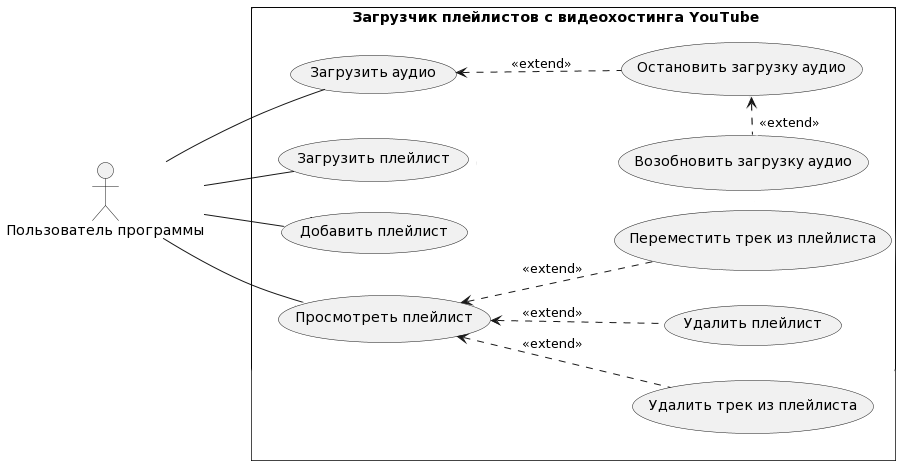 Загрузчик плейлистов с видеохостинга YouTube
Загрузить аудио
«extend»
Остановить загрузку аудио
«extend»
Возобновить загрузку аудио
Загрузить плейлист
Добавить плейлист
Пользователь программы
Просмотреть плейлист
«extend»
Переместить трек из плейлиста
«extend»
Удалить плейлист
«extend»
Удалить трек из плейлиста